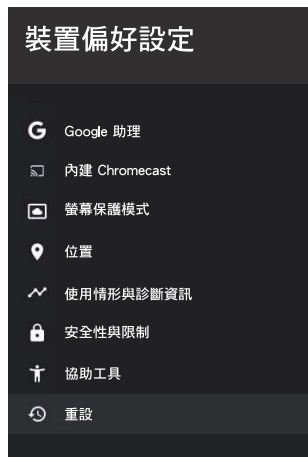 裝置偏好設定
Google 助理
內建 Chromecast
螢幕保護模式
位置
使用情形與診斷資訊
安全性與限制
協助工具
重設